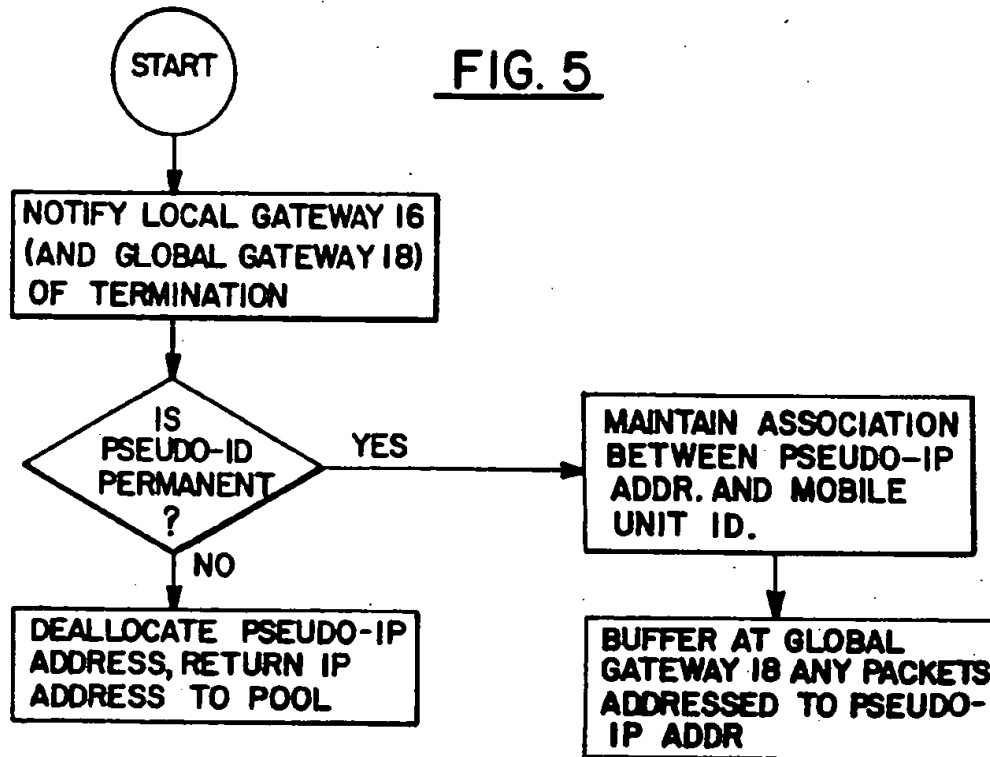 START
FIG. 5
NOTIFY LOCAL GATEWAY 16
(AND GLOBAL GATEWAY 18)
OF TERMINATION
IS
PSEUDO-ID
PERMANENT
?
YES
NO
MAINTAIN ASSOCIATION
BETWEEN PSEUDO-IP
ADDR. AND MOBILE
UNIT ID.
DEALLOCATE PSEUDO-IP
ADDRESS, RETURN IP
ADDRESS TO POOL
BUFFER AT GLOBAL
GATEWAY 18 ANY PACKETS
ADDRESSED TO PSEUDO-
IP ADDR